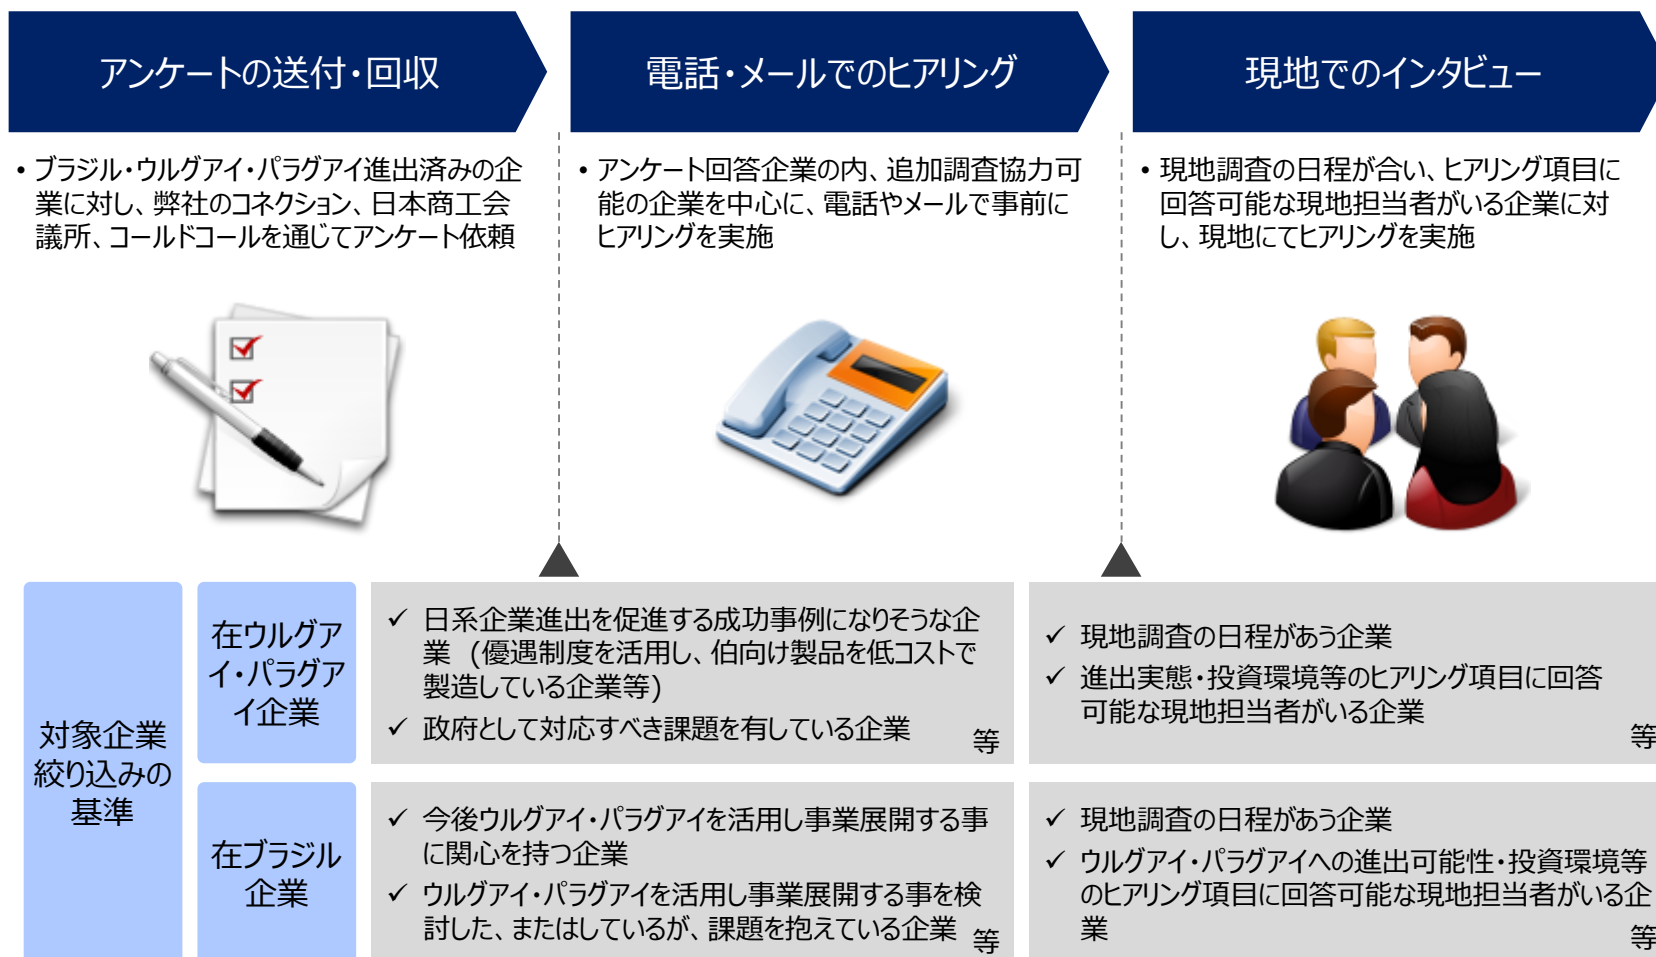 アンケートの送付・回収
電話・メールでのヒアリング
現地でのインタビュー
• ブラジル・ウルグアイ・パラグアイ進出済みの企
業に対し、弊社のコネクション、日本商工会
議所、コールドコールを通じてアンケート依頼
• アンケート回答企業の内、追加調査協力可
能の企業を中心に、電話やメールで事前に
ヒアリングを実施
• 現地調査の日程が合い、ヒアリング項目に
回答可能な現地担当者がいる企業に対
し、現地にてヒアリングを実施
対象企業
絞り込みの
基準
在ウルグア
イ・パラグア
イ企業
✓ 日系企業進出を促進する成功事例になりそうな企
業 (優遇制度を活用し、伯向け製品を低コストで
製造している企業等)
✓ 政府として対応すべき課題を有している企業
等
✓ 現地調査の日程があう企業
✓ 進出実態・投資環境等のヒアリング項目に回答
可能な現地担当者がいる企業
等
在ブラジル
企業
✓ 今後ウルグアイ・パラグアイを活用し事業展開する事
に関心を持つ企業
✓ ウルグアイ・パラグアイを活用し事業展開する事を検
討した、またはしているが、課題を抱えている企業
等
✓ 現地調査の日程があう企業
✓ ウルグアイ・パラグアイへの進出可能性・投資環境等
のヒアリング項目に回答可能な現地担当者がいる企
業
等